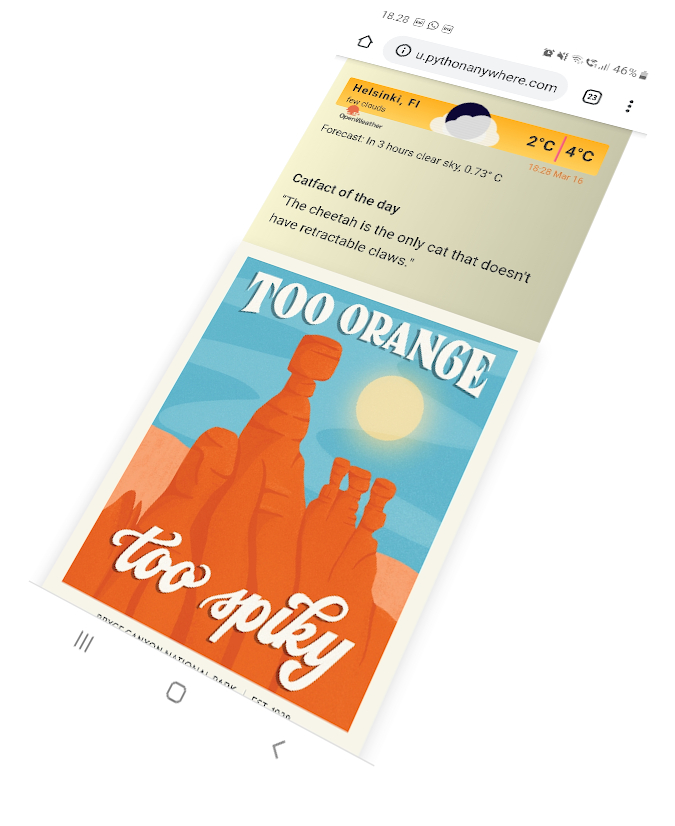 18.28
46%
u.pythonanywhere.com
23
Helsinki, FI
few clouds
OpenWeather
2°C 4°C
18:28 Mar 16
Forecast: In 3 hours clear sky, 0.73° C
Catfact of the day
"The cheetah is the only cat that doesn't
have retractable claws."
TOO ORANGE
too spiky
BRYCE CANYON NATIONAL PARK | EST. 1928